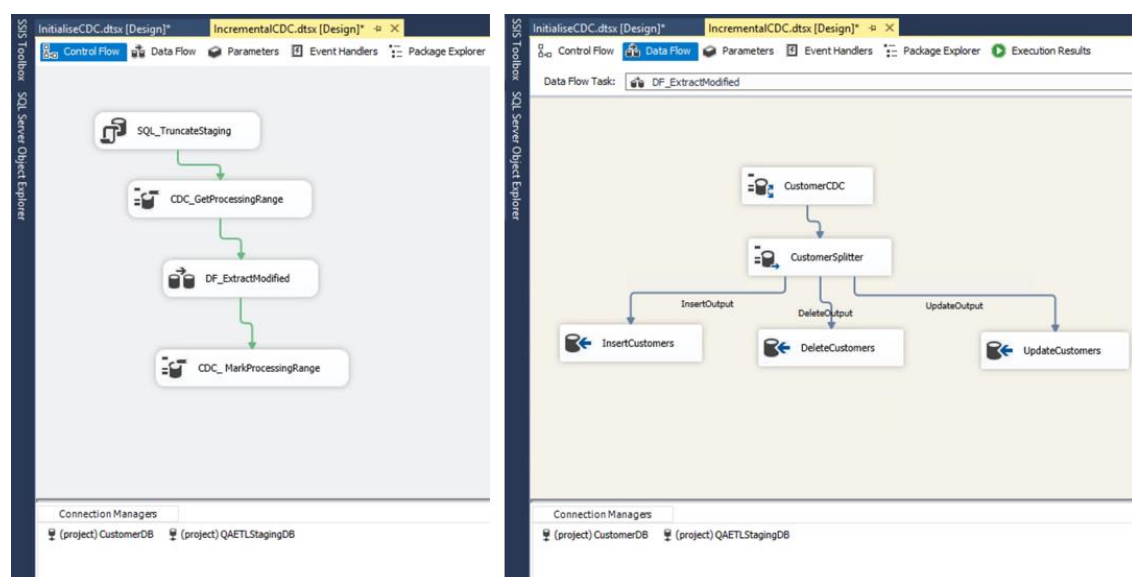 SSIS Toolbox
SQL Server Object Explorer
InitialiseCDC.dtsx [Design]*
IncrementalCDC.dtsx [Design]*
Control Flow
Data Flow
Parameters
Event Handlers
Package Explorer
SQL_TruncateStaging
CDC_GetProcessingRange
DF_ExtractModified
CDC_ MarkProcessingRange
Connection Managers
(project) CustomerDB
(project) QAETLStagingDB
SSIS Toolbox
SQL Server Object Explorer
InitialiseCDC.dtsx [Design]*
IncrementalCDC.dtsx [Design]*
Control Flow
Data Flow
Parameters
Event Handlers
Package Explorer
Execution Results
Data Flow Task:
DF_ExtractModified
CustomerCDC
CustomerSplitter
InsertOutput
DeleteOutput
UpdateOutput
InsertCustomers
DeleteCustomers
UpdateCustomers
Connection Managers
(project) CustomerDB
(project) QAETLStagingDB